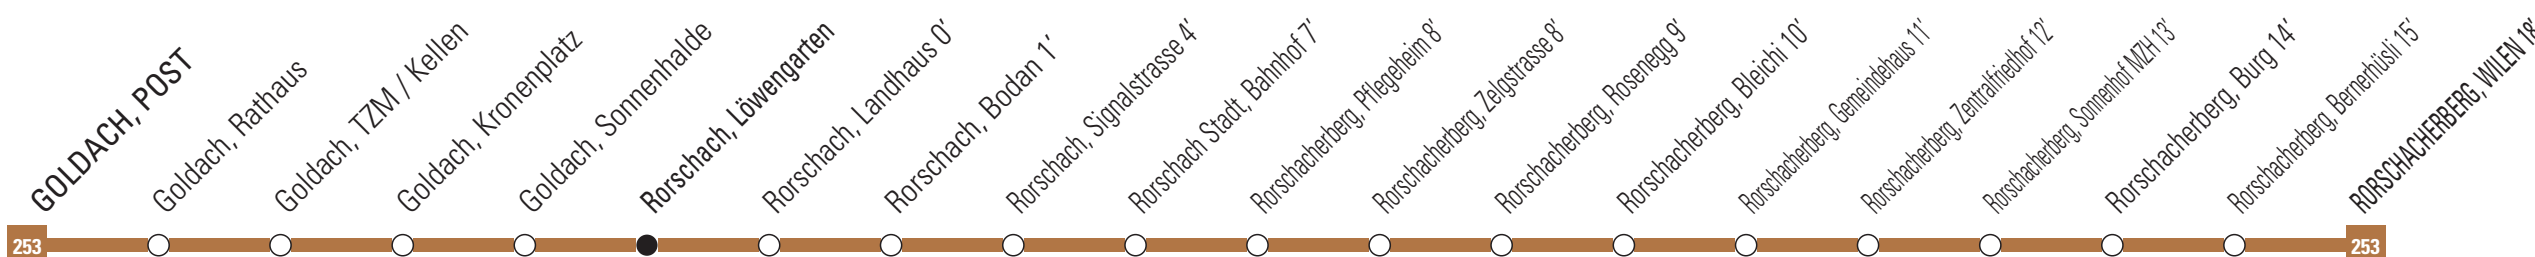 GOLDACH, POST
Goldach, Rathaus
Goldach, TZM / Kellen
Goldach, Kronenplatz
Goldach, Sonnenhalde
Rorschach, Löwengarten
Rorschach, Landhaus 0′
Rorschach, Bodan 1′
Rorschach, Signalstrasse 4′
Rorschach Stadt, Bahnhof 7′
Rorschacherberg, Pflegeheim 8′
Rorschacherberg, Zelgstrasse 8′
Rorschacherberg, Rosenegg 9′
Rorschacherberg, Bleichi 10′
Rorschacherberg, Gemeindehaus 11′
Rorschacherberg, Zentralfriedhof 12′
Rorschacherberg, Sonnenhof MZH 13′
Rorschacherberg, Burg 14′
Rorschacherberg, Bernerhüsli 15′
RORSCHACHERBERG, WILEN 18′
253
253